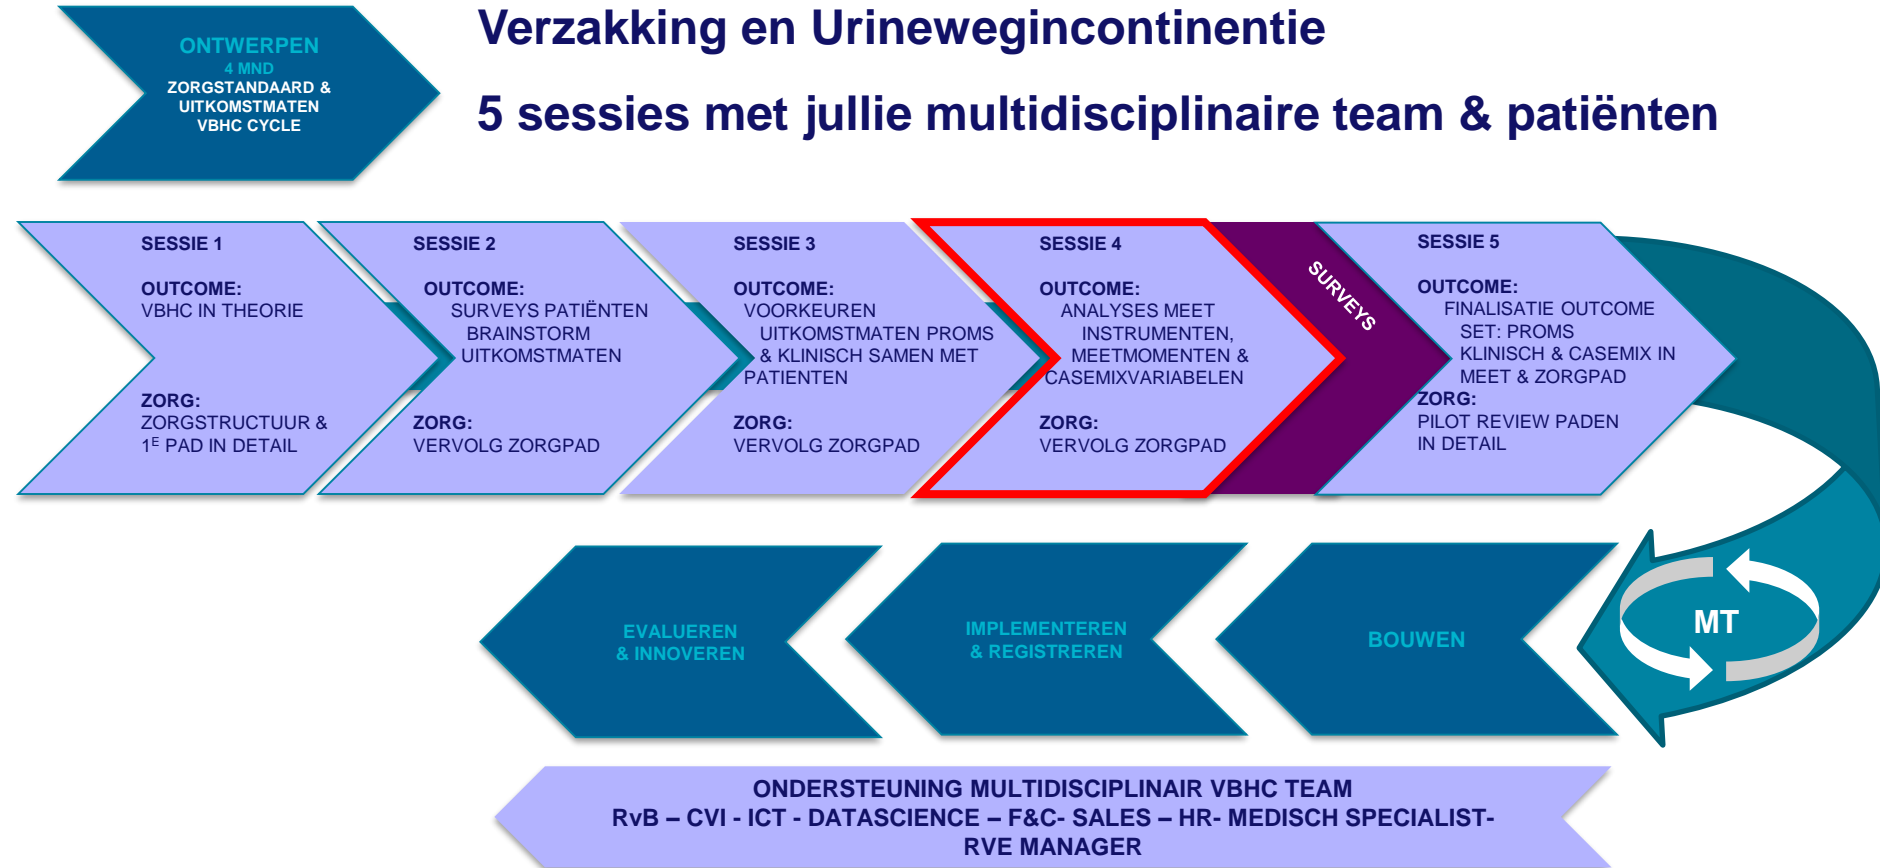 ONTWERPEN
4 MND
ZORGSTANDAARD &
UITKOMSTMATEN
VBHC CYCLE
Verzakking en Urinewegincontinentie
5 sessies met jullie multidisciplinaire team & patiënten
SESSIE 1
OUTCOME:
VBHC IN THEORIE
ZORG:
ZORGSTRUCTUUR &
1E PAD IN DETAIL
SESSIE 2
OUTCOME:
SURVEYS PATIËNTEN
BRAINSTORM
UITKOMSTMATEN
ZORG:
VERVOLG ZORGPAD
SESSIE 3
OUTCOME:
VOORKEUREN
UITKOMSTMATEN PROMS
& KLINISCH SAMEN MET
PATIENTEN
ZORG:
VERVOLG ZORGPAD
SESSIE 4
OUTCOME:
ANALYSES MEET
INSTRUMENTEN,
MEETMOMENTEN &
CASEMIXVARIABELEN
ZORG:
VERVOLG ZORGPAD
SURVEYS
SESSIE 5
OUTCOME:
FINALISATIE OUTCOME
SET: PROMS
KLINISCH & CASEMIX IN
MEET & ZORGPAD
ZORG:
PILOT REVIEW PADEN
IN DETAIL
EVALUEREN
& INNOVEREN
IMPLEMENTEREN
& REGISTREREN
BOUWEN
MT
ONDERSTEUNING MULTIDISCIPLINAIR VBHC TEAM
RvB – CVI - ICT - DATASCIENCE – F&C- SALES – HR- MEDISCH SPECIALIST-
RVE MANAGER